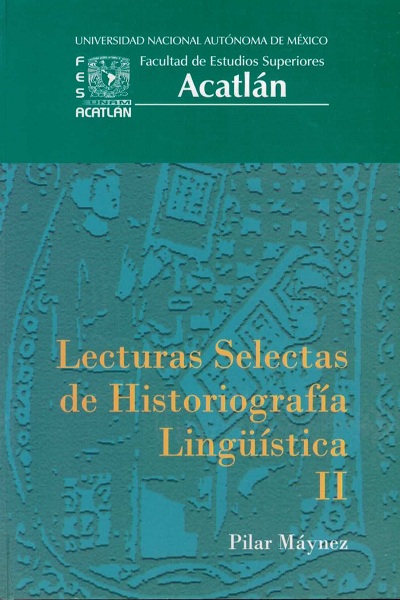 UNIVERSIDAD NACIONAL AUTÓNOMA DE MÉXICO
Facultad de Estudios Superiores
Acatlán
FES
UNAM
ACATLÁN
Lecturas Selectas
de Historiografía
Lingüística
II
Pilar Máynez